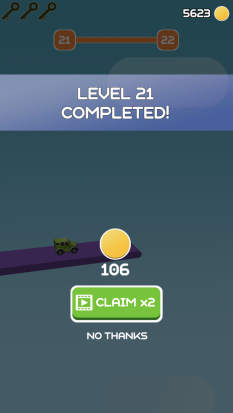 5623
21 22
LEVEL 21
COMPLETED!
106
CLAIM x2
NO THANKS